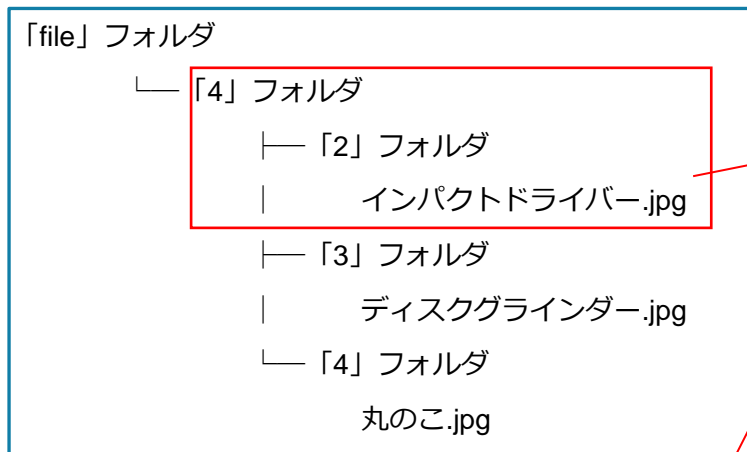 「file」フォルダ
└── 「4」フォルダ
├── 「2」フォルダ
│ インパクトドライバー.jpg
├── 「3」フォルダ
│ ディスクグラインダー.jpg
└── 「4」フォルダ
丸のこ.jpg